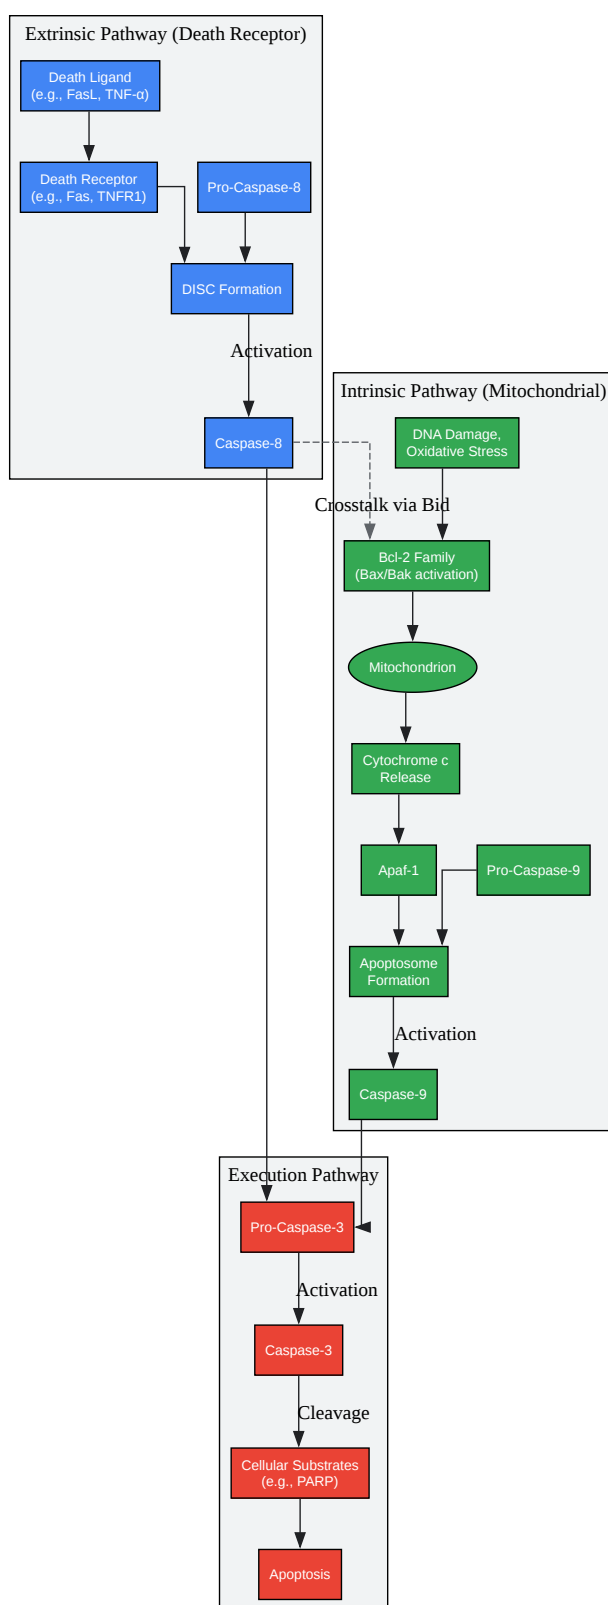 Extrinsic Pathway (Death Receptor)
Death Ligand
(e.g., FasL, TNF-α)
Death Receptor
(e.g., Fas, TNFR1)
Pro-Caspase-8
DISC Formation
Activation
Caspase-8
Intrinsic Pathway (Mitochondrial)
DNA Damage,
Oxidative Stress
Crosstalk via Bid
Bcl-2 Family
(Bax/Bak activation)
Mitochondrion
Cytochrome c
Release
Apaf-1
Pro-Caspase-9
Apoptosome
Formation
Activation
Caspase-9
Execution Pathway
Pro-Caspase-3
Activation
Caspase-3
Cleavage
Cellular Substrates
(e.g., PARP)
Apoptosis